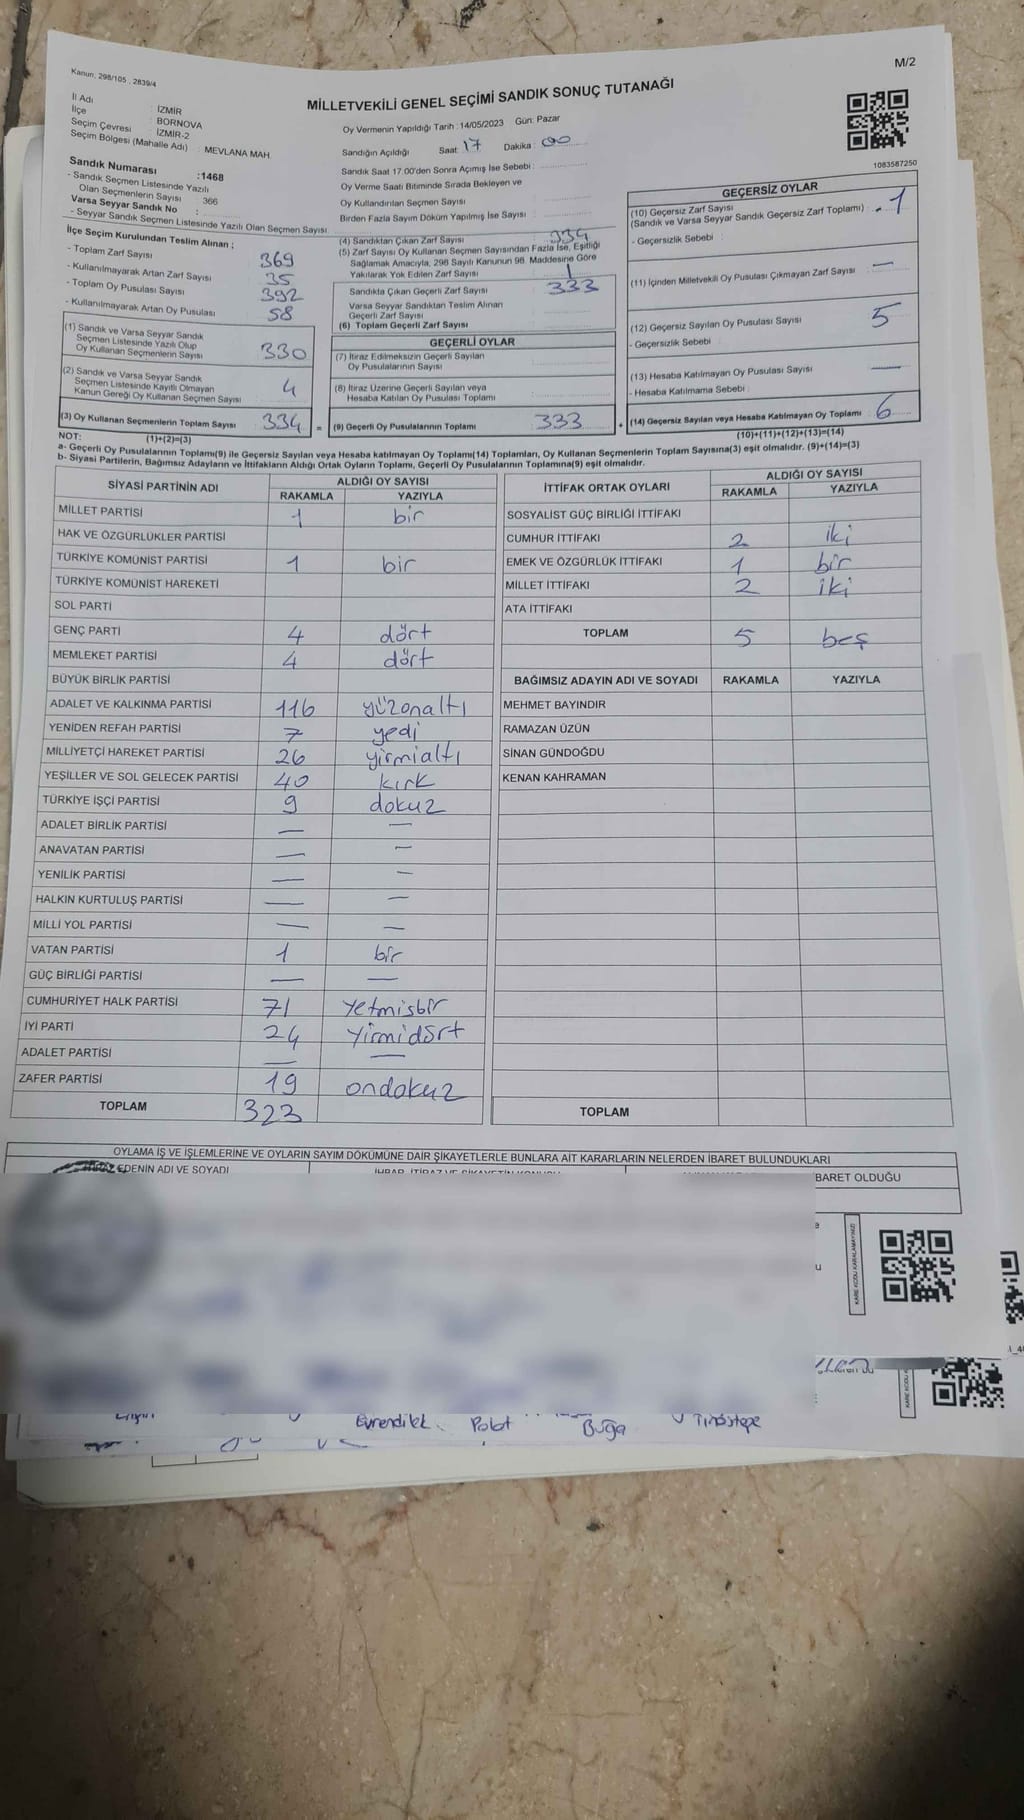 Kanun, 298/105 , 2839/4
M/2
MİLLETVEKİLİ GENEL SEÇİMİ SANDIK SONUÇ TUTANAĞI
İl Adı : İZMİR
İlçe : BORNOVA
Seçim Çevresi : İZMİR-2
Seçim Bölgesi (Mahalle Adı) : MEVLANA MAH.
Oy Vermenin Yapıldığı Tarih : 14/05/2023 Gün: Pazar
Sandığın Açıldığı Saat: 17 Dakika : 00
Sandık Saat 17.00'den Sonra Açımış İse Sebebi :
Oy Verme Saati Bitiminde Sırada Bekleyen ve
Oy Kullandırılan Seçmen Sayısı :
Birden Fazla Sayım Döküm Yapılmış İse Sayısı :
1083587250
Sandık Numarası :1468
- Sandık Seçmen Listesinde Yazılı
Olan Seçmenlerin Sayısı : 366
Varsa Seyyar Sandık No :
- Seyyar Sandık Seçmen Listesinde Yazılı Olan Seçmen Sayısı
İlçe Seçim Kurulundan Teslim Alınan ;
- Toplam Zarf Sayısı 369
- Kullanılmayarak Artan Zarf Sayısı 35
- Toplam Oy Pusulası Sayısı 392
- Kullanılmayarak Artan Oy Pusulası 58
(1) Sandık ve Varsa Seyyar Sandık
Seçmen Listesinde Yazılı Olup
Oy Kullanan Seçmenlerin Sayısı 330
(2) Sandık ve Varsa Seyyar Sandık
Seçmen Listesinde Kayıtlı Olmayan
Kanun Gereği Oy Kullanan Seçmen Sayısı : 4
(3) Oy Kullanan Seçmenlerin Toplam Sayısı : 334 =
(4) Sandıktan Çıkan Zarf Sayısı 334
(5) Zarf Sayısı Oy Kullanan Seçmen Sayısından Fazla İse, Eşitliği
Sağlamak Amacıyla, 298 Sayılı Kanunun 98. Maddesine Göre
Yakılarak Yok Edilen Zarf Sayısı : 1
Sandıkta Çıkan Geçerli Zarf Sayısı : 333
Varsa Seyyar Sandıktan Teslim Alınan
Geçerli Zarf Sayısı
(6) Toplam Geçerli Zarf Sayısı
GEÇERLİ OYLAR
(7) İtiraz Edilmeksizin Geçerli Sayılan
Oy Pusulalarının Sayısı
(8) İtiraz Üzerine Geçerli Sayılan veya
Hesaba Katılan Oy Pusulası Toplamı
(9) Geçerli Oy Pusulalarının Toplamı : 333 +
GEÇERSİZ OYLAR
(10) Geçersiz Zarf Sayısı
(Sandık ve Varsa Seyyar Sandık Geçersiz Zarf Toplamı) : 1
- Geçersizlik Sebebi :
(11) İçinden Milletvekili Oy Pusulası Çıkmayan Zarf Sayısı : —
(12) Geçersiz Sayılan Oy Pusulası Sayısı 5
- Geçersizlik Sebebi :
(13) Hesaba Katılmayan Oy Pusulası Sayısı : —
- Hesaba Katılmama Sebebi :
(14) Geçersiz Sayılan veya Hesaba Katılmayan Oy Toplamı : 6
NOT: (1)+(2)=(3)
(10)+(11)+(12)+(13)=(14)
a- Geçerli Oy Pusulalarının Toplamı(9) ile Geçersiz Sayılan veya Hesaba katılmayan Oy Toplamı(14) Toplamları, Oy Kullanan Seçmenlerin Toplam Sayısına(3) eşit olmalıdır. (9)+(14)=(3)
b- Siyasi Partilerin, Bağımsız Adayların ve İttifakların Aldığı Ortak Oyların Toplamı, Geçerli Oy Pusulalarının Toplamına(9) eşit olmalıdır.
SİYASİ PARTİNİN ADI ALDIĞI OY SAYISI
RAKAMLA YAZIYLA
MİLLET PARTİSİ 1 bir
HAK VE ÖZGÜRLÜKLER PARTİSİ
TÜRKİYE KOMÜNİST PARTİSİ 1 bir
TÜRKİYE KOMÜNİST HAREKETİ
SOL PARTİ
GENÇ PARTİ 4 dört
MEMLEKET PARTİSİ 4 dört
BÜYÜK BİRLİK PARTİSİ
ADALET VE KALKINMA PARTİSİ 116 yüzonaltı
YENİDEN REFAH PARTİSİ 7 yedi
MİLLİYETÇİ HAREKET PARTİSİ 26 yirmialtı
YEŞİLLER VE SOL GELECEK PARTİSİ 40 kırk
TÜRKİYE İŞÇİ PARTİSİ 9 dokuz
ADALET BİRLİK PARTİSİ — —
ANAVATAN PARTİSİ — —
YENİLİK PARTİSİ — —
HALKIN KURTULUŞ PARTİSİ — —
MİLLİ YOL PARTİSİ — —
VATAN PARTİSİ 1 bir
GÜÇ BİRLİĞİ PARTİSİ — —
CUMHURİYET HALK PARTİSİ 71 yetmisbir
İYİ PARTİ 24 yirmidört
ADALET PARTİSİ — —
ZAFER PARTİSİ 19 ondokuz
TOPLAM 323
İTTİFAK ORTAK OYLARI ALDIĞI OY SAYISI
RAKAMLA YAZIYLA
SOSYALİST GÜÇ BİRLİĞİ İTTİFAKI
CUMHUR İTTİFAKI 2 iki
EMEK VE ÖZGÜRLÜK İTTİFAKI 1 bir
MİLLET İTTİFAKI 2 iki
ATA İTTİFAKI
TOPLAM 5 beş
BAĞIMSIZ ADAYIN ADI VE SOYADI RAKAMLA YAZIYLA
MEHMET BAYINDIR
RAMAZAN ÜZÜN
SİNAN GÜNDOĞDU
KENAN KAHRAMAN
TOPLAM
OYLAMA İŞ VE İŞLEMLERİNE VE OYLARIN SAYIM DÖKÜMÜNE DAİR ŞİKAYETLERLE BUNLARA AİT KARARLARIN NELERDEN İBARET BULUNDUKLARI
EDENİN ADI VE SOYADI
BARET OLDUĞU
KARE KODU KARALAMAYINIZ
KARE KODU K
Evrendilek Polat Buğa